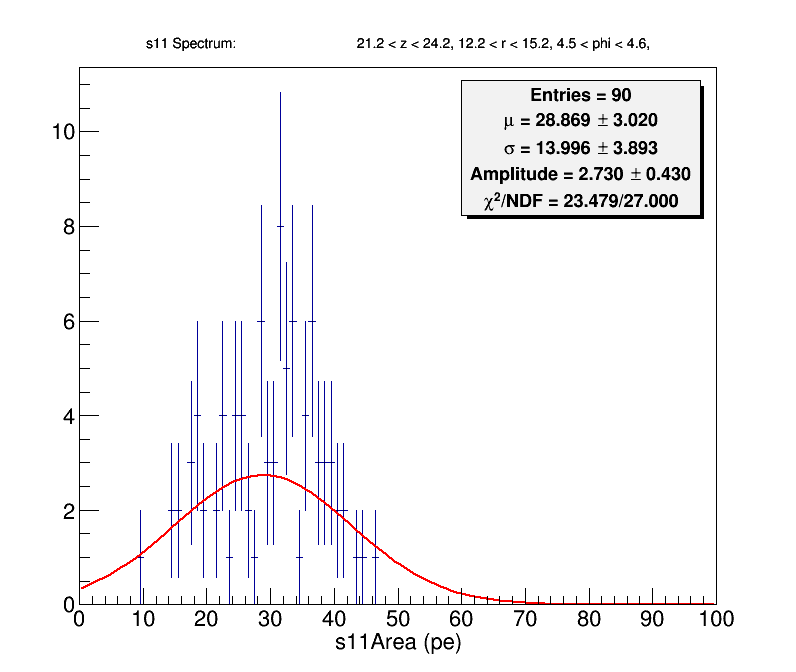 s11 Spectrum: 21.2 < z < 24.2, 12.2 < r < 15.2, 4.5 < phi < 4.6,
Entries = 90
μ = 28.869 ± 3.020
σ = 13.996 ± 3.893
Amplitude = 2.730 ± 0.430
χ²/NDF = 23.479/27.000
10
8
6
4
2
0
0 10 20 30 40 50 60 70 80 90 100
s11Area (pe)